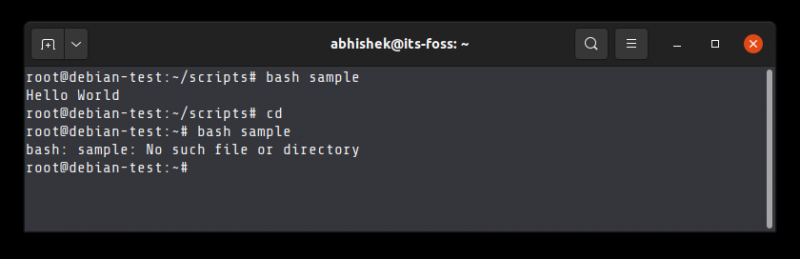 abhishek@its-foss: ~
root@debian-test:~/scripts# bash sample
Hello World
root@debian-test:~/scripts# cd
root@debian-test:~# bash sample
bash: sample: No such file or directory
root@debian-test:~#